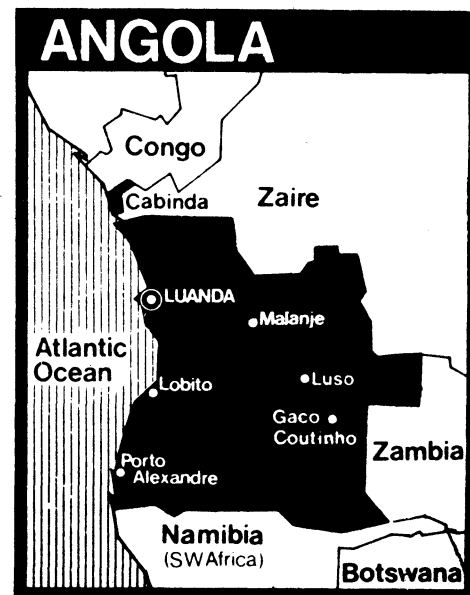 ANGOLA
Congo
Cabinda
Zaire
LUANDA
Malanje
Atlantic
Ocean
Lobito
Luso
Gaco
Coutinho
Zambia
Porto
Alexandre
Namibia
(SWAfrica)
Botswana